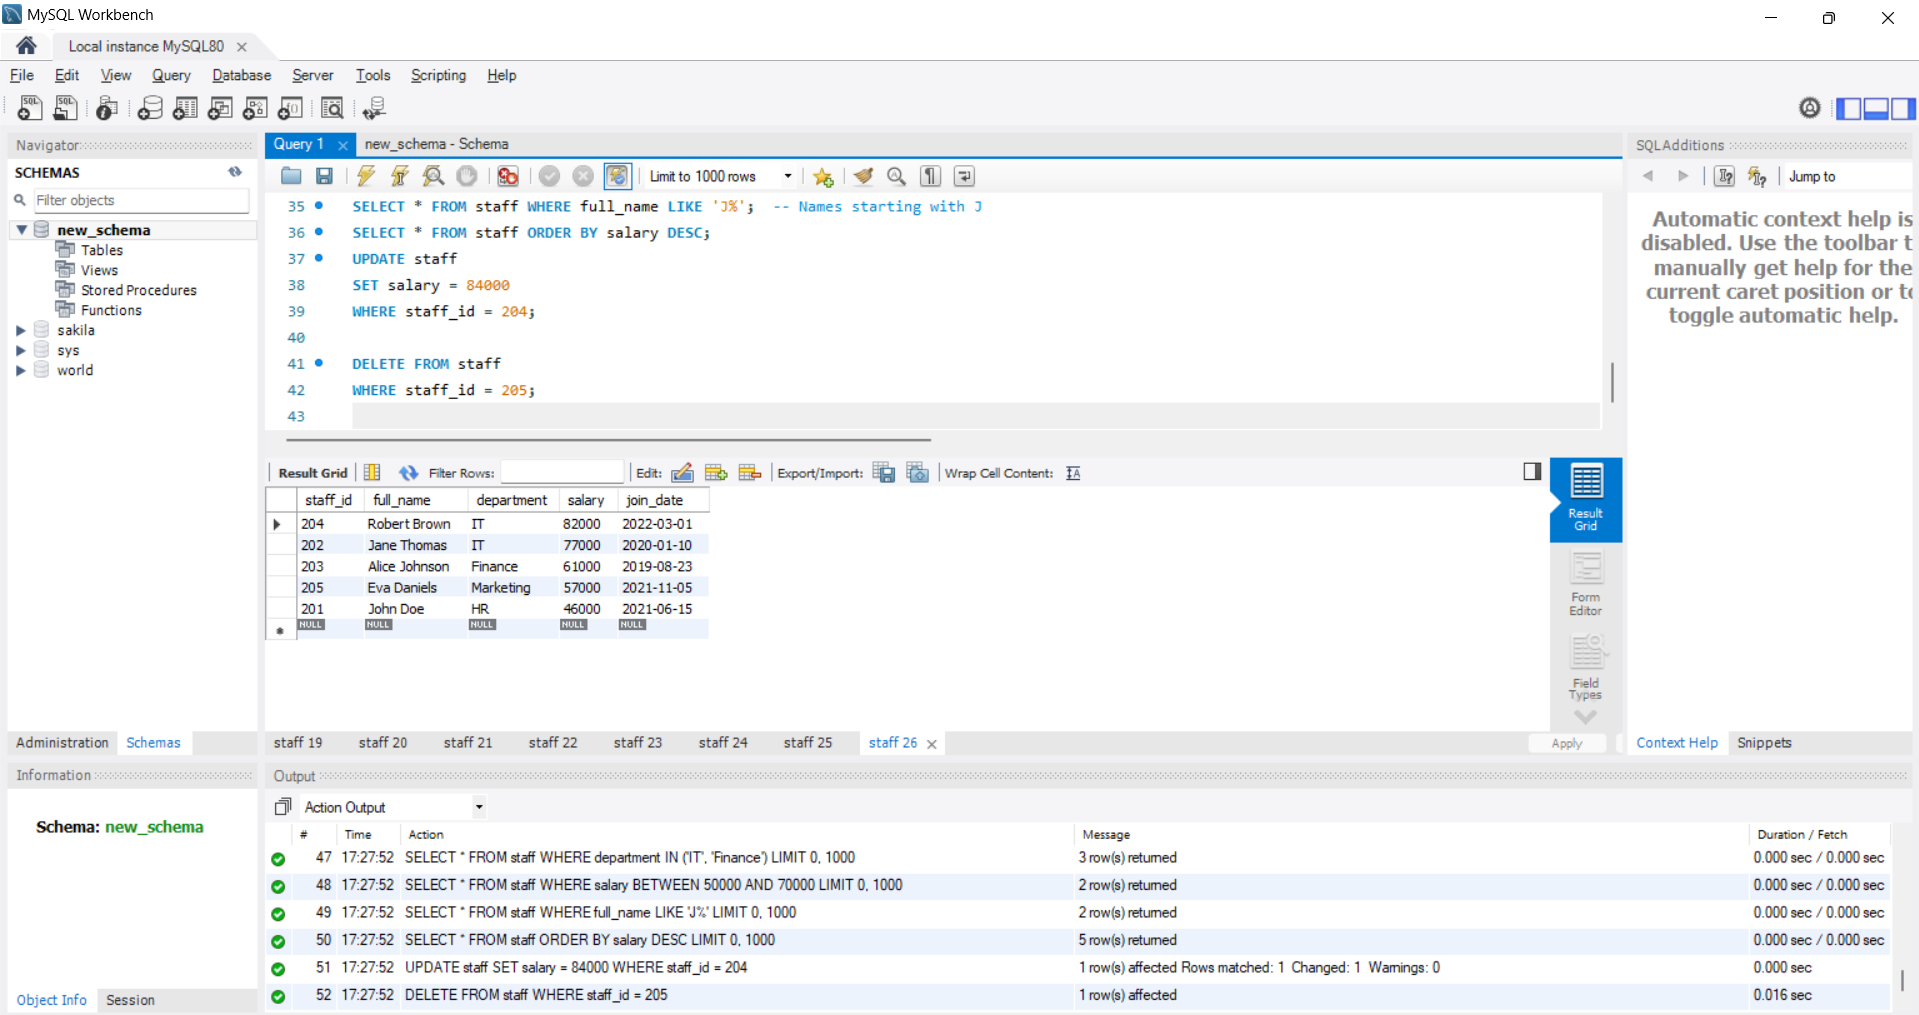 MySQL Workbench
Local instance MySQL80
File Edit View Query Database Server Tools Scripting Help
Navigator
SCHEMAS
Filter objects
new_schema
Tables
Views
Stored Procedures
Functions
sakila
sys
world
Administration Schemas
Information
Schema: new_schema
Object Info Session
Query 1 new_schema - Schema
Limit to 1000 rows
35 SELECT * FROM staff WHERE full_name LIKE 'J%'; -- Names starting with J
36 SELECT * FROM staff ORDER BY salary DESC;
37 UPDATE staff
38 SET salary = 84000
39 WHERE staff_id = 204;
40
41 DELETE FROM staff
42 WHERE staff_id = 205;
43
Result Grid Filter Rows: Edit: Export/Import: Wrap Cell Content:
staff_id full_name department salary join_date
204 Robert Brown IT 82000 2022-03-01
202 Jane Thomas IT 77000 2020-01-10
203 Alice Johnson Finance 61000 2019-08-23
205 Eva Daniels Marketing 57000 2021-11-05
201 John Doe HR 46000 2021-06-15
NULL NULL NULL NULL NULL
Result
Grid
Form
Editor
Field
Types
staff 19 staff 20 staff 21 staff 22 staff 23 staff 24 staff 25 staff 26
Apply
SQLAdditions
Jump to
Automatic context help is
disabled. Use the toolbar t
manually get help for the
current caret position or to
toggle automatic help.
Context Help Snippets
Output
Action Output
# Time Action Message Duration / Fetch
47 17:27:52 SELECT * FROM staff WHERE department IN ('IT', 'Finance') LIMIT 0, 1000 3 row(s) returned 0.000 sec / 0.000 sec
48 17:27:52 SELECT * FROM staff WHERE salary BETWEEN 50000 AND 70000 LIMIT 0, 1000 2 row(s) returned 0.000 sec / 0.000 sec
49 17:27:52 SELECT * FROM staff WHERE full_name LIKE 'J%' LIMIT 0, 1000 2 row(s) returned 0.000 sec / 0.000 sec
50 17:27:52 SELECT * FROM staff ORDER BY salary DESC LIMIT 0, 1000 5 row(s) returned 0.000 sec / 0.000 sec
51 17:27:52 UPDATE staff SET salary = 84000 WHERE staff_id = 204 1 row(s) affected Rows matched: 1 Changed: 1 Warnings: 0 0.000 sec
52 17:27:52 DELETE FROM staff WHERE staff_id = 205 1 row(s) affected 0.016 sec